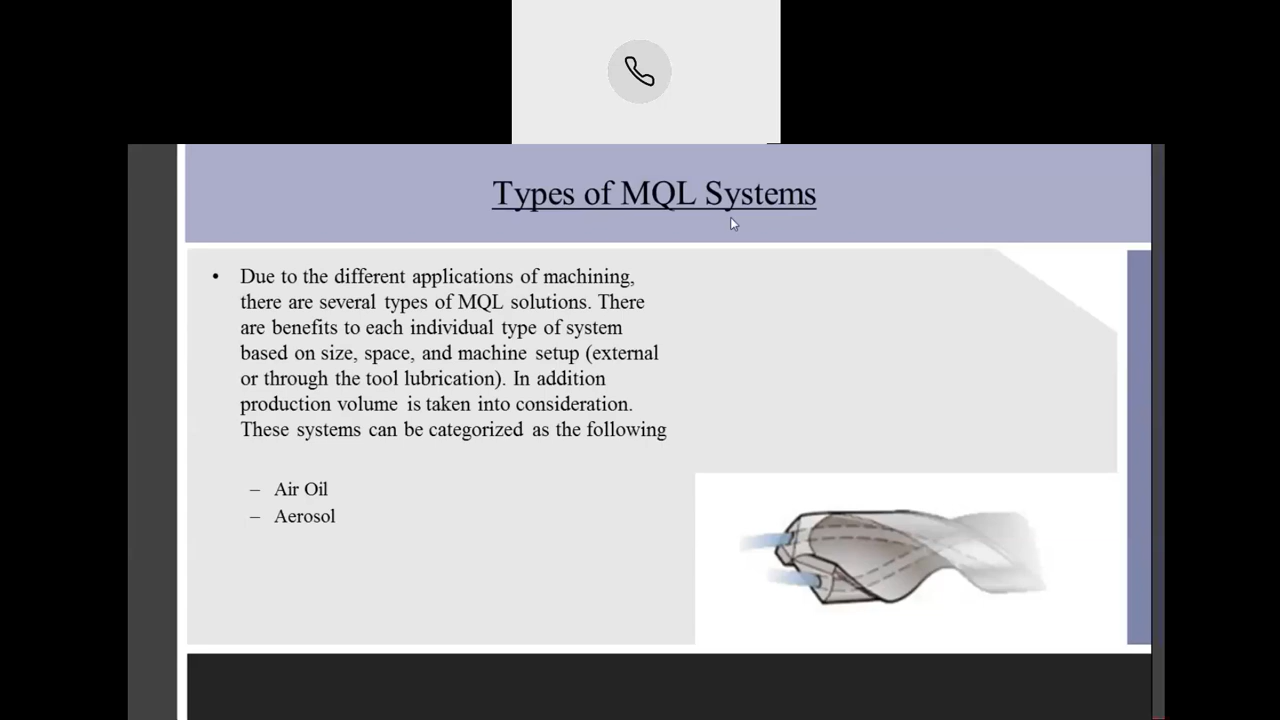 Types of MQL Systems
• Due to the different applications of machining,
there are several types of MQL solutions. There
are benefits to each individual type of system
based on size, space, and machine setup (external
or through the tool lubrication). In addition
production volume is taken into consideration.
These systems can be categorized as the following
– Air Oil
– Aerosol